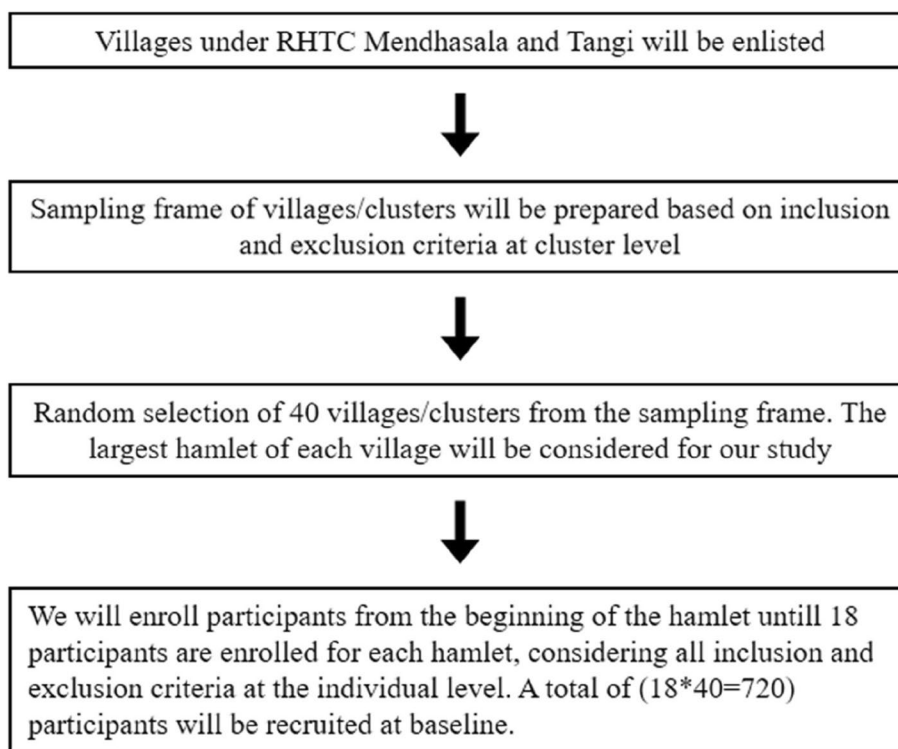 Villages under RHTC Mendhasala and Tangi will be enlisted
Sampling frame of villages/clusters will be prepared based on inclusion
and exclusion criteria at cluster level
Random selection of 40 villages/clusters from the sampling frame. The
largest hamlet of each village will be considered for our study
We will enroll participants from the beginning of the hamlet untill 18
participants are enrolled for each hamlet, considering all inclusion and
exclusion criteria at the individual level. A total of (18*40=720)
participants will be recruited at baseline.